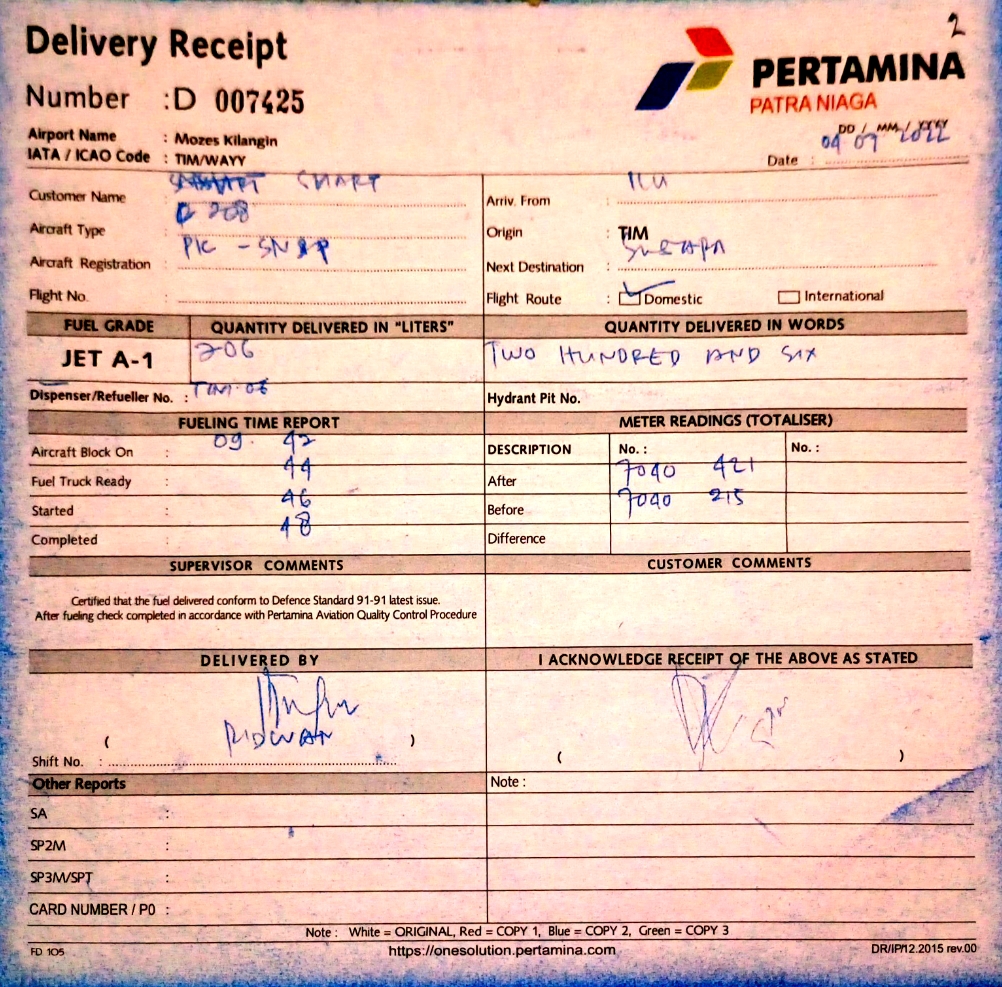 2
Delivery Receipt
Number : D 007425
PERTAMINA
PATRA NIAGA
Airport Name : Mozes Kilangin
IATA / ICAO Code : TIM/WAYY
DD / MM / YYYY
Date : 04 07 2022
Customer Name SMART
Aircraft Type C 208
Aircraft Registration : PK - SN
Flight No. :
Arriv. From : ILU
Origin : TIM
Next Destination :
Flight Route : Domestic International
FUEL GRADE QUANTITY DELIVERED IN "LITERS" QUANTITY DELIVERED IN WORDS
JET A-1 206 TWO HUNDRED AND SIX
Dispenser/Refueller No. : TIM Hydrant Pit No.
FUELING TIME REPORT METER READINGS (TOTALISER)
Aircraft Block On : 09. 42
Fuel Truck Ready : 44
Started : 46
Completed : 48
DESCRIPTION No. : No. :
After 7040 421
Before 7040 215
Difference
SUPERVISOR COMMENTS CUSTOMER COMMENTS
Certified that the fuel delivered conform to Defence Standard 91-91 latest issue.
After fueling check completed in accordance with Pertamina Aviation Quality Control Procedure
DELIVERED BY I ACKNOWLEDGE RECEIPT OF THE ABOVE AS STATED
RIDWAN
( ) ( )
Shift No. :
Other Reports Note :
SA :
SP2M :
SP3M/SPT :
CARD NUMBER / PO :
Note : White = ORIGINAL, Red = COPY 1, Blue = COPY 2, Green = COPY 3
FD 105 https://onesolution.pertamina.com DR/IP/12.2015 rev.00